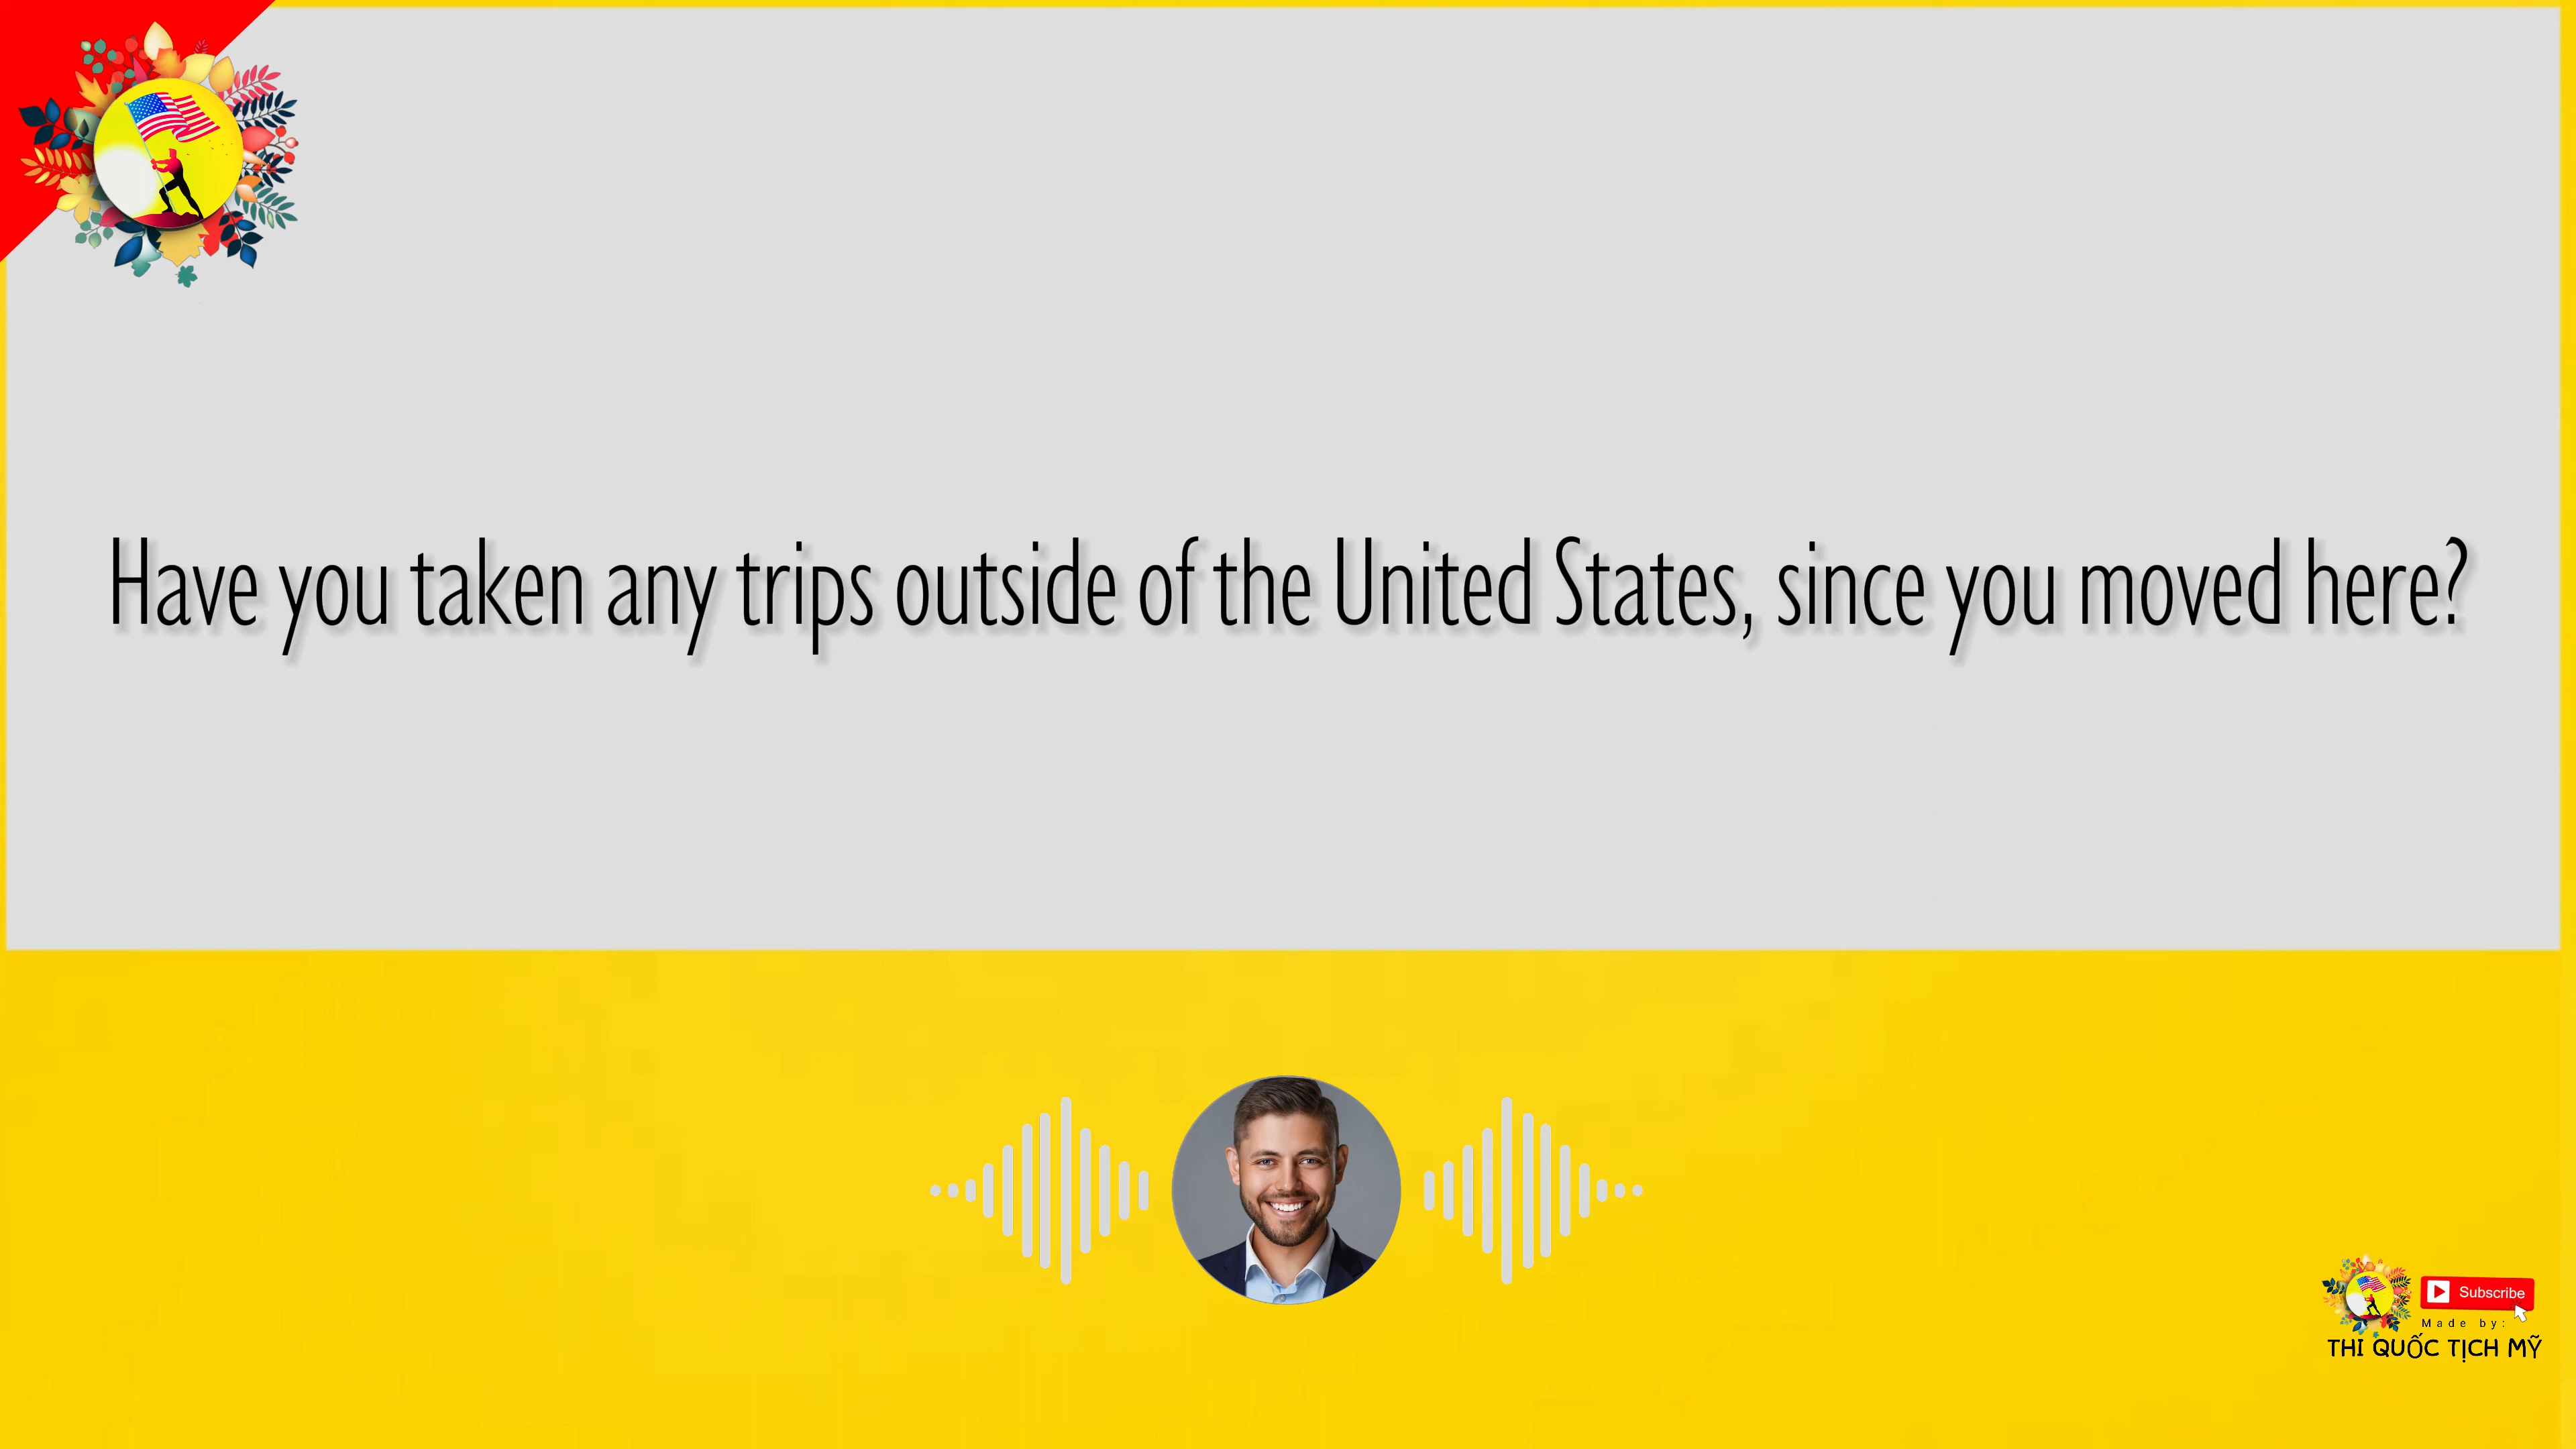 Have you taken any trips outside of the United States, since you moved here?
Subscribe
Made by:
THI QUỐC TỊCH MỸ